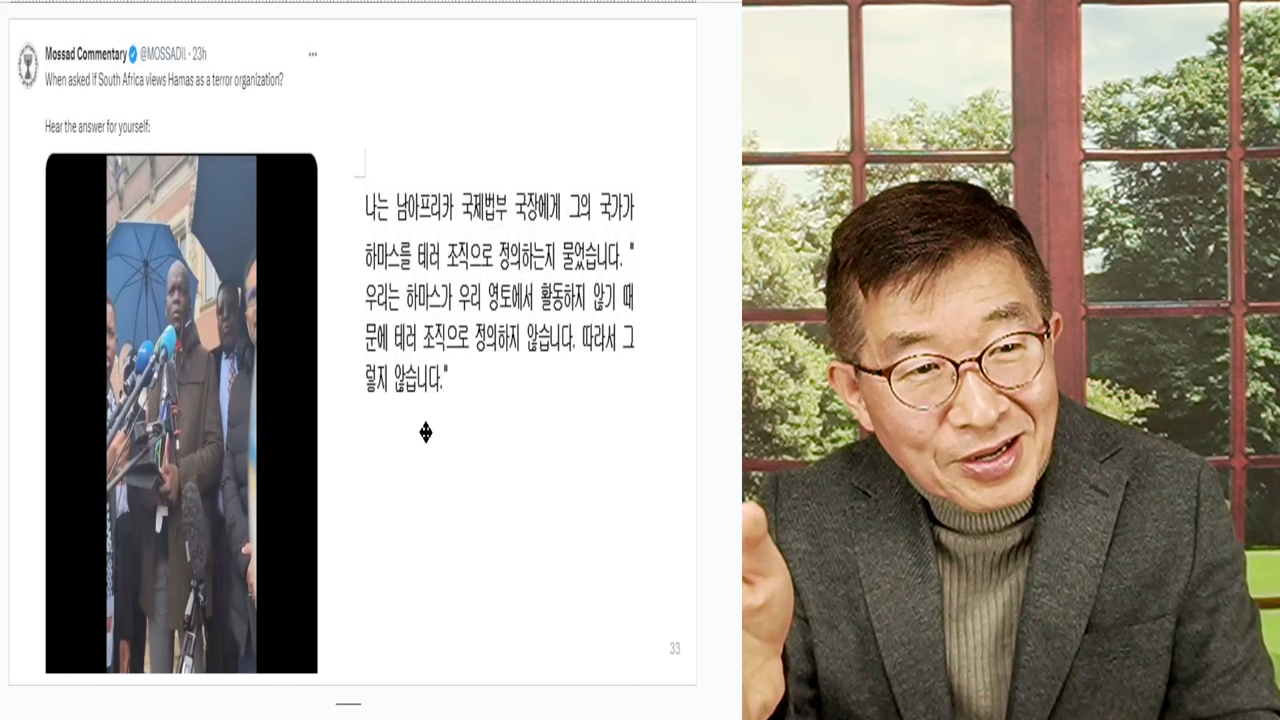 Mossad Commentary @MOSSADil · 23h ...
When asked if South Africa views Hamas as a terror organization?
Hear the answer for yourself:
나는 남아프리카 국제법부 국장에게 그의 국가가
하마스를 테러 조직으로 정의하는지 물었습니다. "
우리는 하마스가 우리 영토에서 활동하지 않기 때
문에 테러 조직으로 정의하지 않습니다. 따라서 그
렇지 않습니다."
33